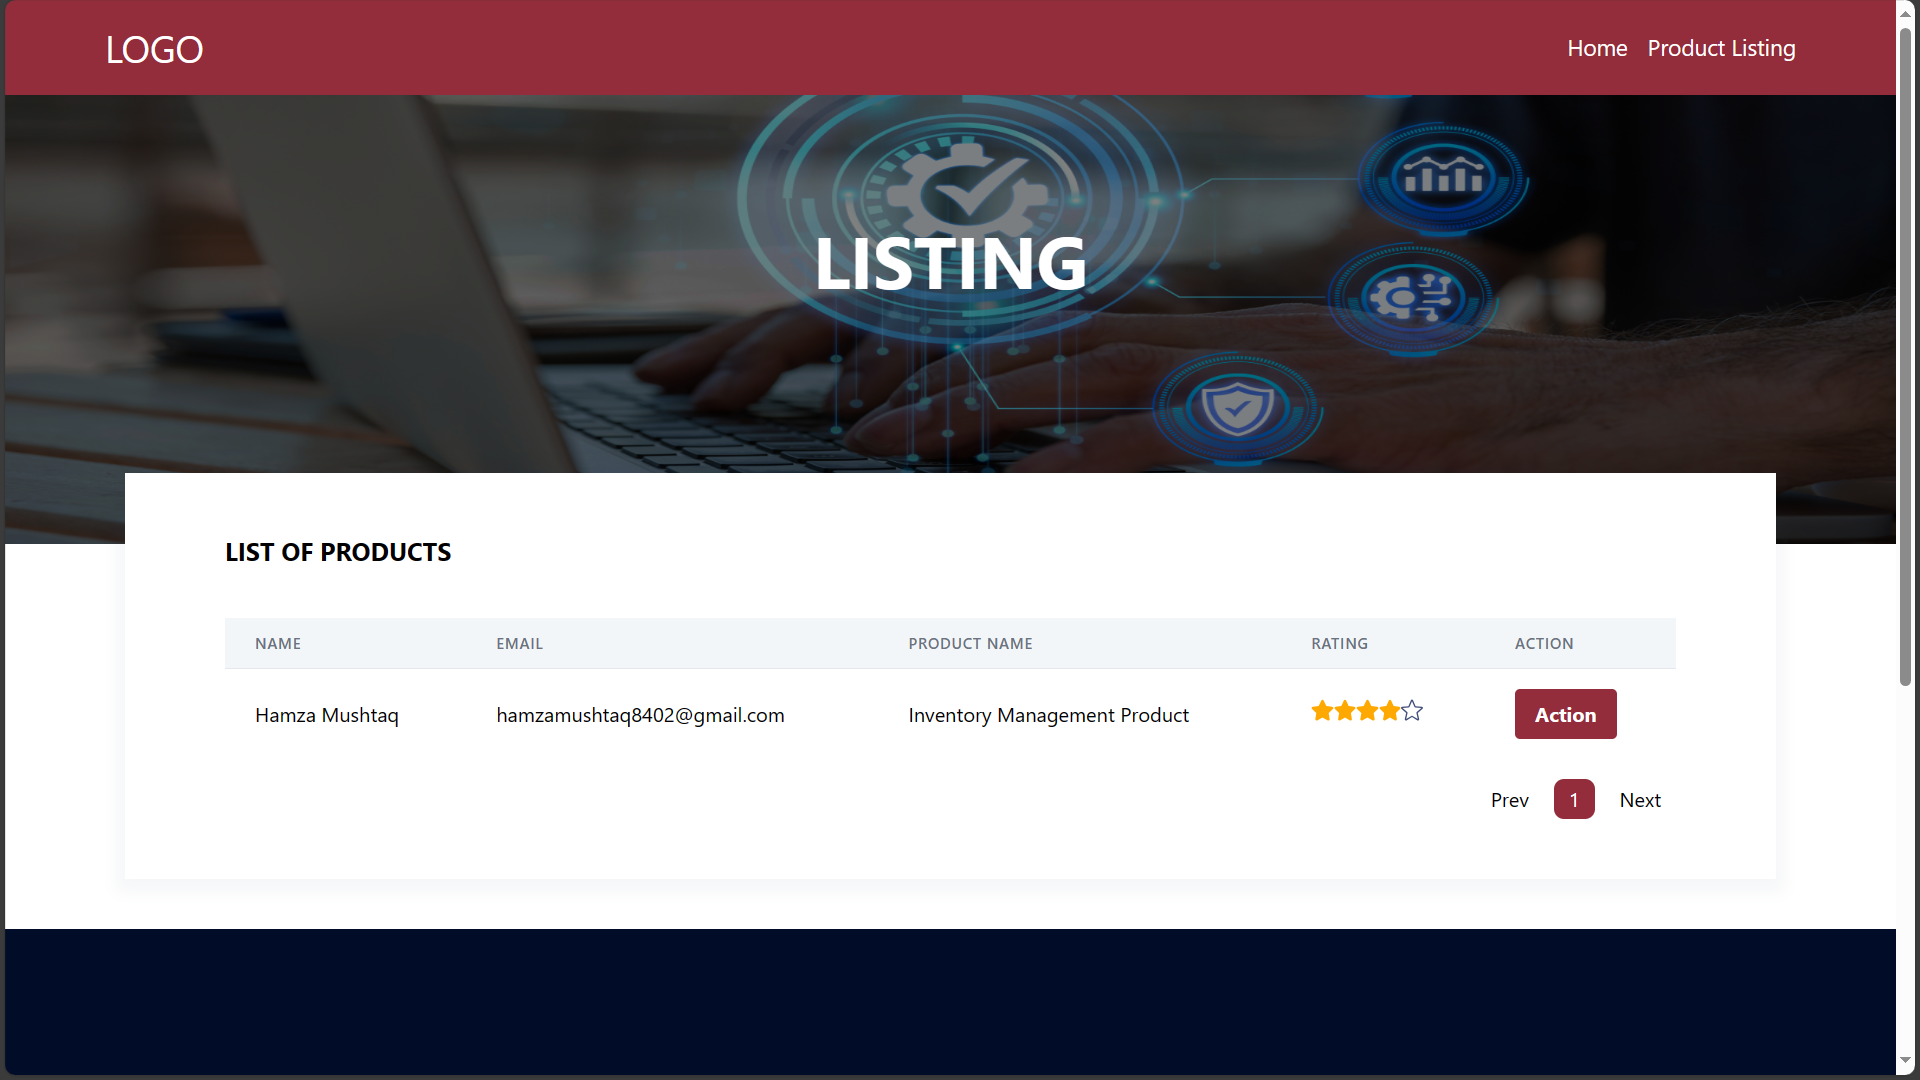 LOGO
Home Product Listing
LISTING
LIST OF PRODUCTS
NAME EMAIL PRODUCT NAME RATING ACTION
Hamza Mushtaq hamzamushtaq8402@gmail.com Inventory Management Product Action
Prev 1 Next